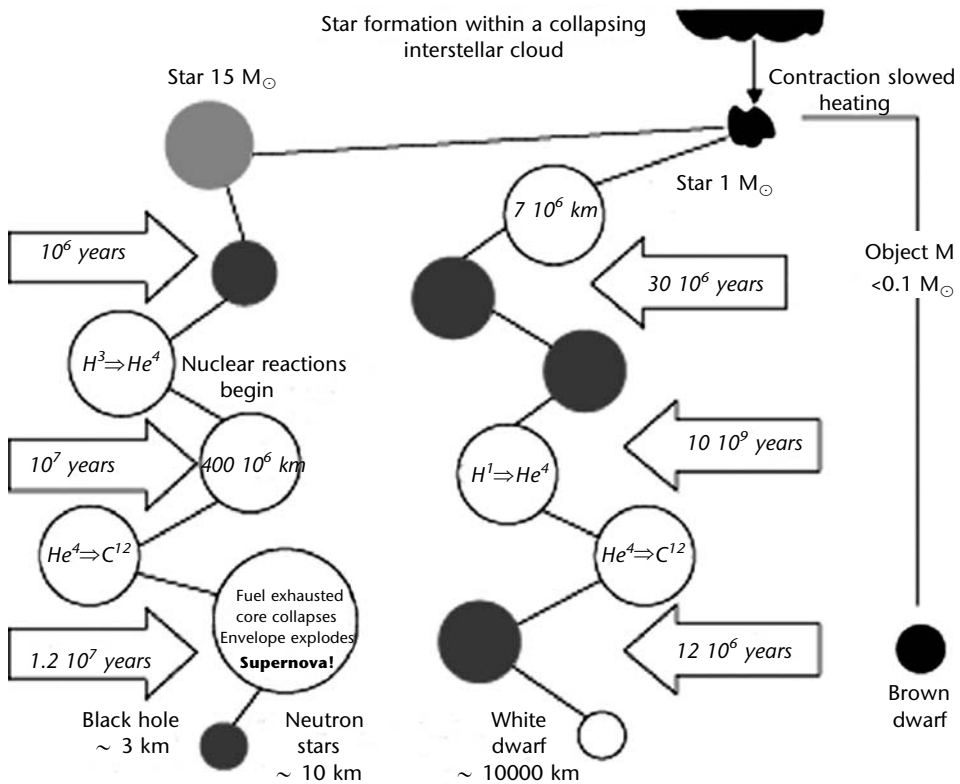 Star formation within a collapsing
interstellar cloud
Star 15 M☉
Contraction slowed
heating
Star 1 M☉
7 10⁶ km
10⁶ years
30 10⁶ years
Object M
<0.1 M☉
H³⇒He⁴
Nuclear reactions
begin
10⁷ years
400 10⁶ km
10 10⁹ years
H¹⇒He⁴
He⁴⇒C¹²
He⁴⇒C¹²
Fuel exhausted
core collapses
Envelope explodes
Supernova!
1.2 10⁷ years
12 10⁶ years
Black hole
~ 3 km
Neutron
stars
~ 10 km
White
dwarf
~ 10000 km
Brown
dwarf